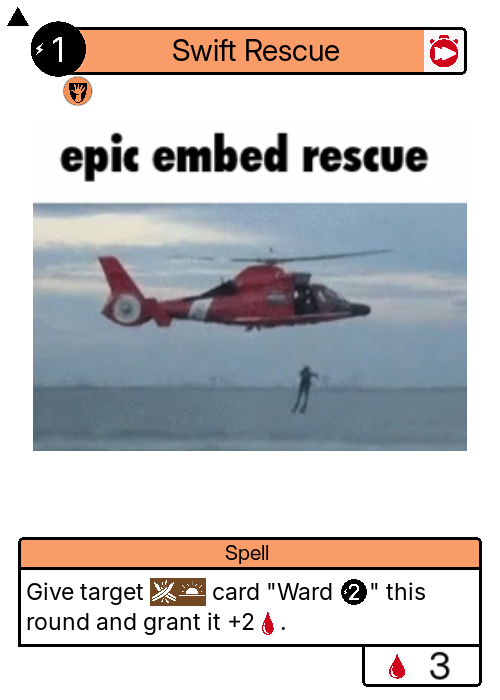 1
Swift Rescue
epic embed rescue
Spell
Give target card "Ward 2" this
round and grant it +2 .
3